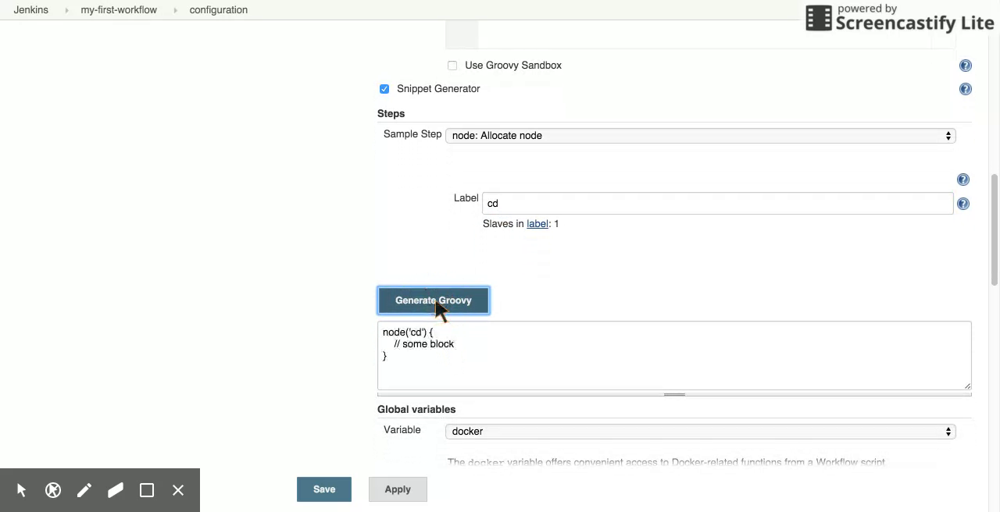 Jenkins my-first-workflow configuration
powered by
Screencastify Lite
Use Groovy Sandbox
Snippet Generator
Steps
Sample Step node: Allocate node
Label cd
Slaves in label: 1
Generate Groovy
node('cd') {
// some block
}
Global variables
Variable docker
The docker variable offers convenient access to Docker-related functions from a Workflow script
Save Apply